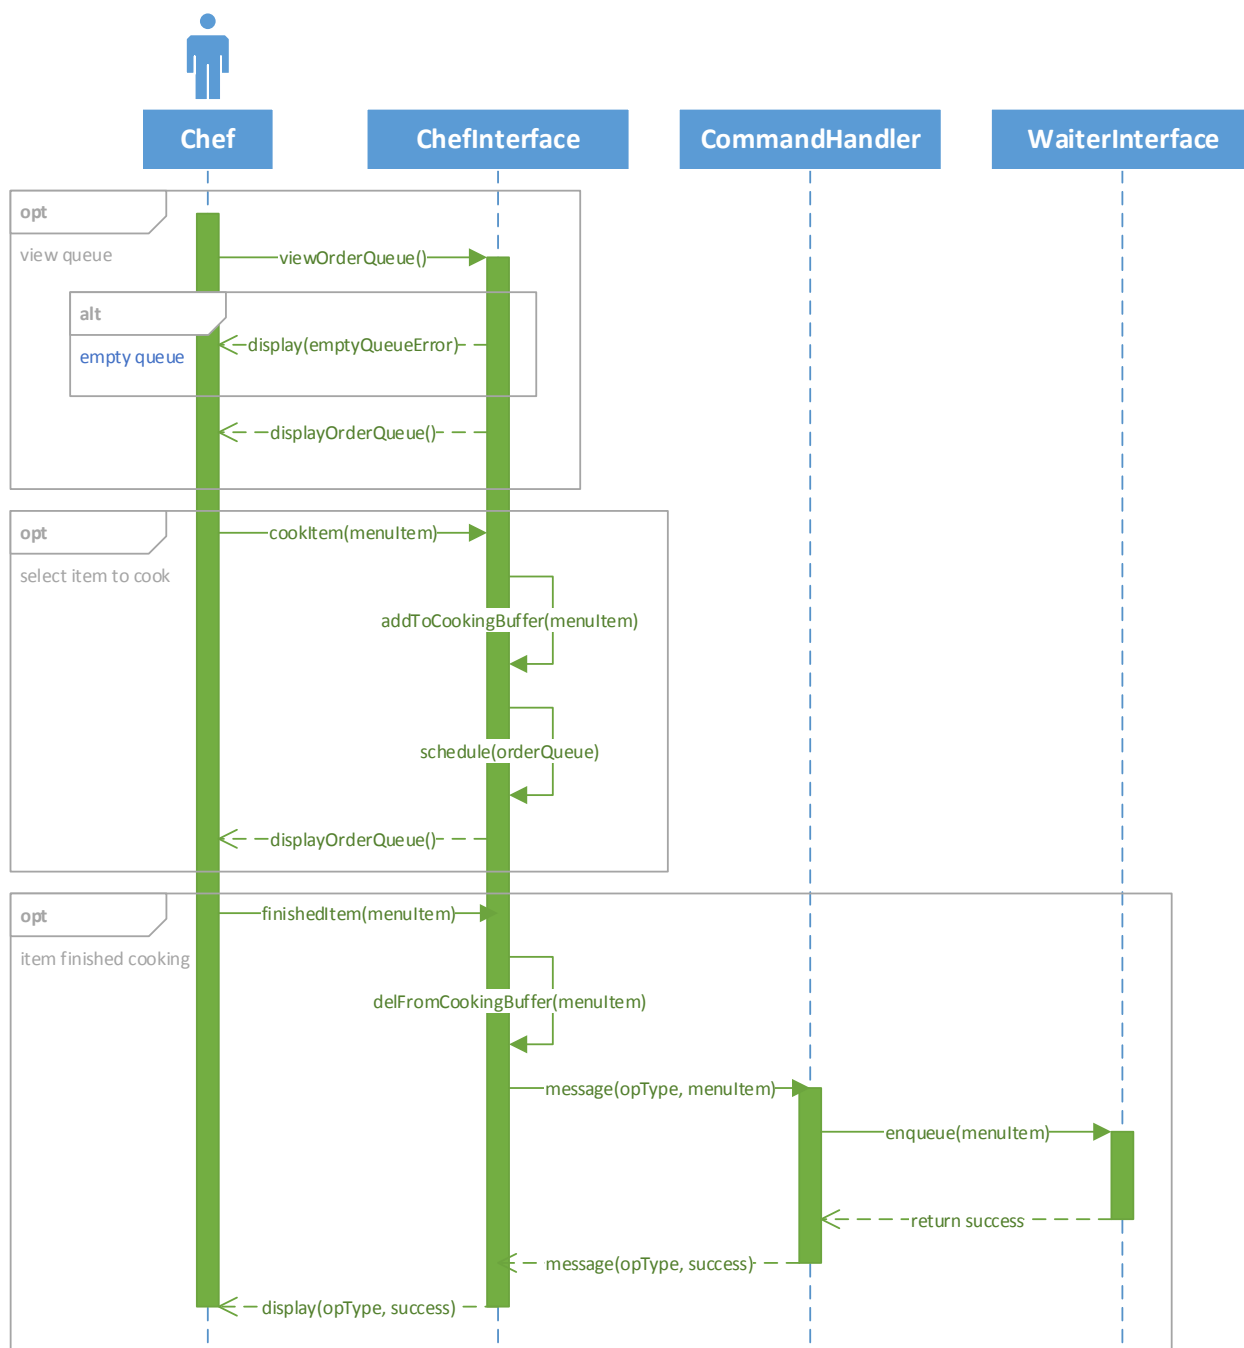 Chef
ChefInterface
CommandHandler
WaiterInterface
opt
view queue
viewOrderQueue()
alt
empty queue
display(emptyQueueError)
displayOrderQueue()
opt
select item to cook
cookItem(menuItem)
addToCookingBuffer(menuItem)
schedule(orderQueue)
displayOrderQueue()
opt
item finished cooking
finishedItem(menuItem)
delFromCookingBuffer(menuItem)
message(opType, menuItem)
enqueue(menuItem)
return success
message(opType, success)
display(opType, success)